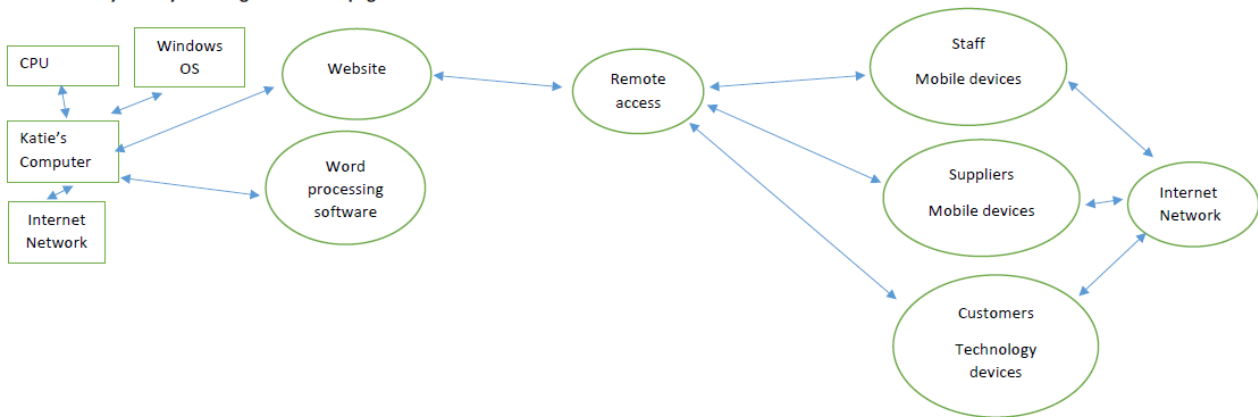 CPU
Windows
OS
Website
Remote
access
Staff
Mobile devices
Katie's
Computer
Word
processing
software
Suppliers
Mobile devices
Internet
Network
Internet
Network
Customers
Technology
devices